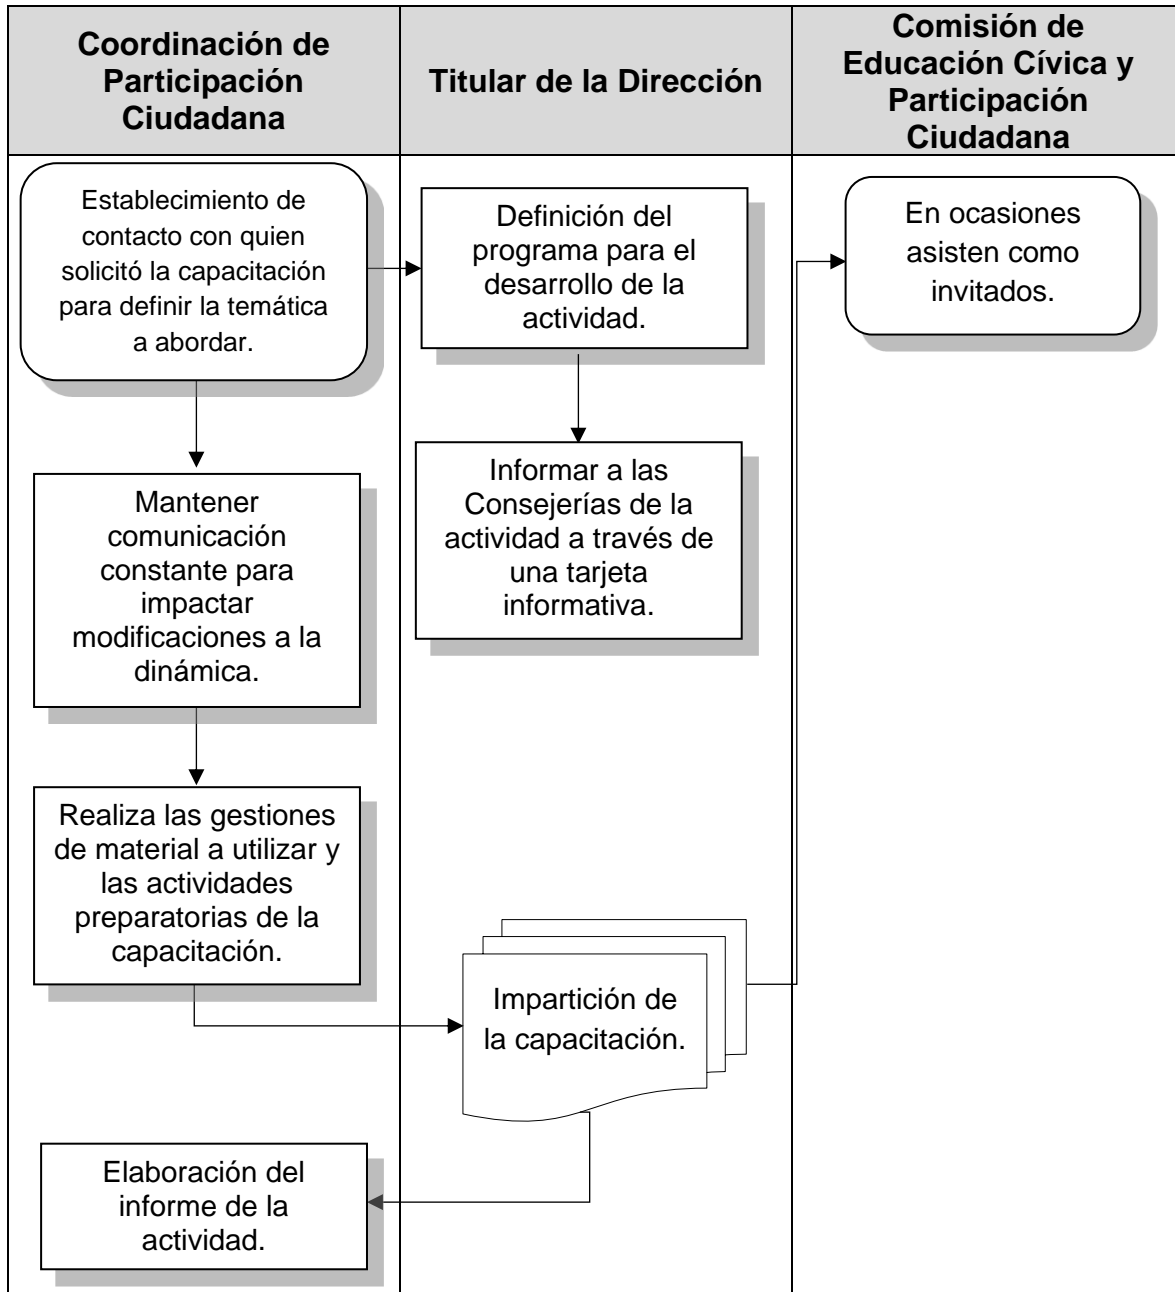 Coordinación de
Participación
Ciudadana
Titular de la Dirección
Comisión de
Educación Cívica y
Participación
Ciudadana
Establecimiento de
contacto con quien
solicitó la capacitación
para definir la temática
a abordar.
Definición del
programa para el
desarrollo de la
actividad.
En ocasiones
asisten como
invitados.
Mantener
comunicación
constante para
impactar
modificaciones a la
dinámica.
Informar a las
Consejerías de la
actividad a través de
una tarjeta
informativa.
Realiza las gestiones
de material a utilizar y
las actividades
preparatorias de la
capacitación.
Impartición de
la capacitación.
Elaboración del
informe de la
actividad.